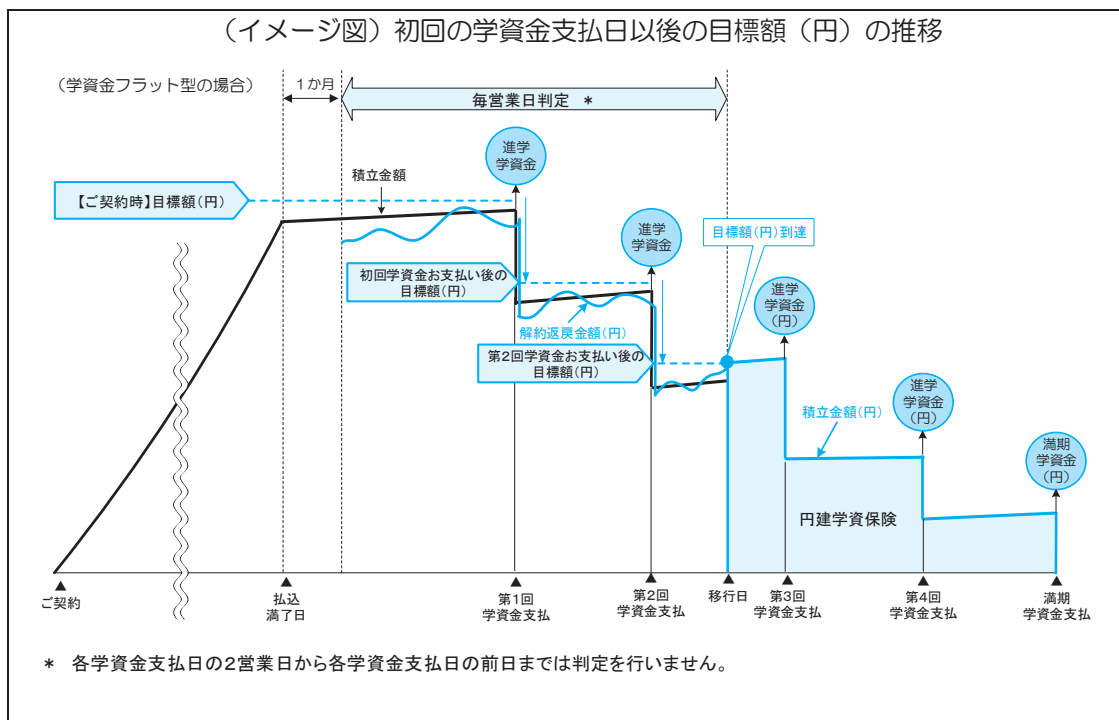 （イメージ図）初回の学資金支払日以後の目標額（円）の推移
（学資金フラット型の場合）
１か月
毎営業日判定 ＊
進学
学資金
積立金額
【ご契約時】目標額(円)
進学
学資金
目標額(円)到達
初回学資金お支払い後の
目標額(円)
進学
学資金
(円)
解約返戻金額(円)
第2回学資金お支払い後の
目標額(円)
進学
学資金
(円)
積立金額(円)
満期
学資金
(円)
円建学資保険
ご契約
払込
満了日
第1回
学資金支払
第2回
学資金支払
移行日
第3回
学資金支払
第4回
学資金支払
満期
学資金支払
＊ 各学資金支払日の2営業日から各学資金支払日の前日までは判定を行いません。